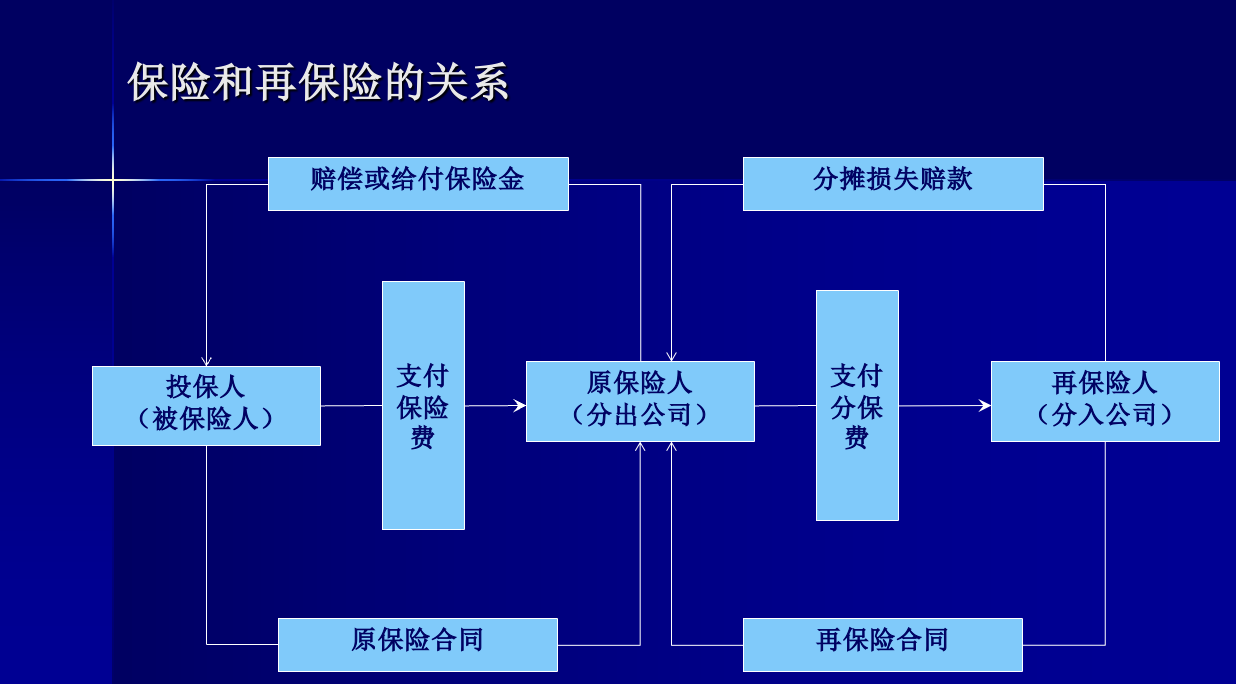 保险和再保险的关系
赔偿或给付保险金
分摊损失赔款
投保人
（被保险人）
支付
保险
费
原保险人
（分出公司）
支付
分保
费
再保险人
（分入公司）
原保险合同
再保险合同